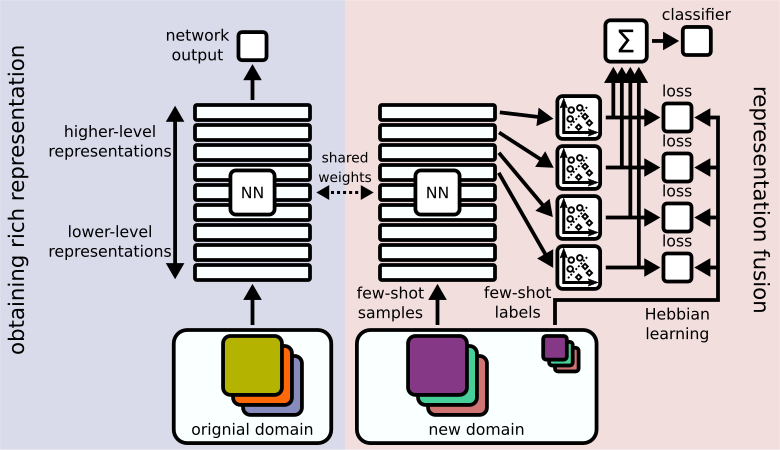 obtaining rich representation
network
output
higher-level
representations
NN
lower-level
representations
orignial domain
shared
weights
NN
few-shot
samples
few-shot
labels
new domain
Σ
classifier
loss
loss
loss
loss
Hebbian
learning
representation fusion